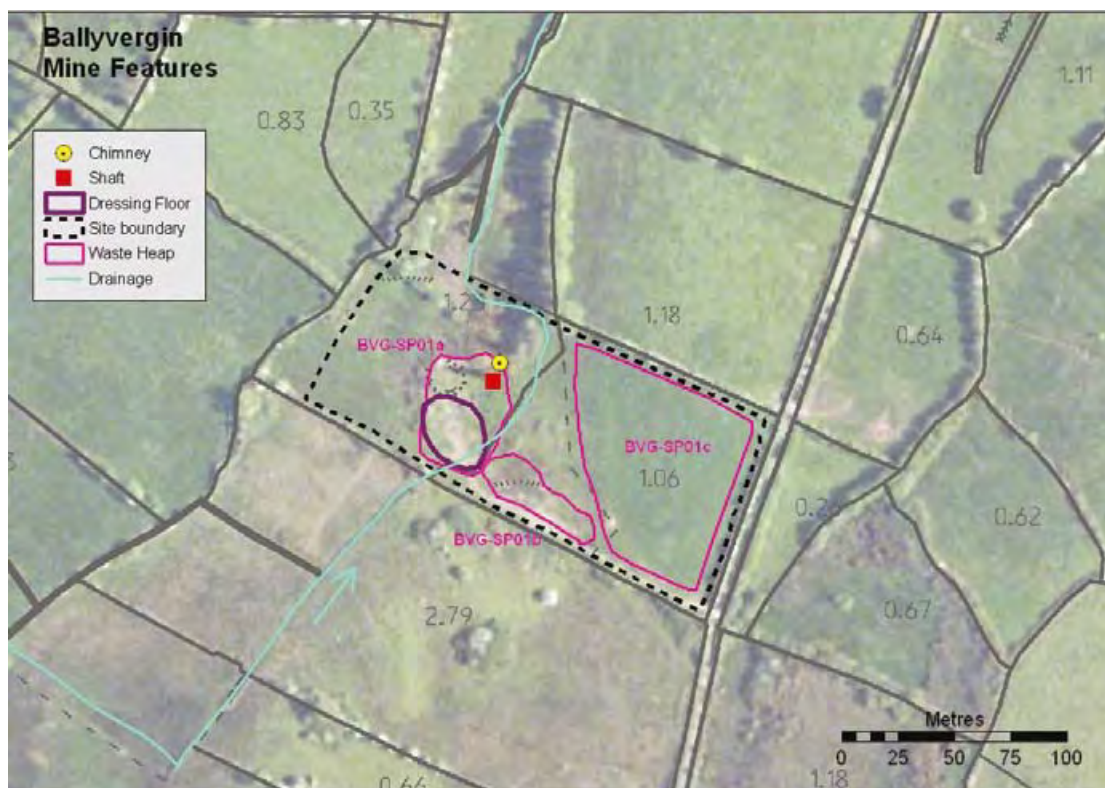 Ballyvergin
Mine Features
Chimney
Shaft
Dressing Floor
Site boundary
Waste Heap
Drainage
0.83
0.35
1.11
1.18
0.64
BVG-SP01a
BVG-SP01c
1.06
0.62
BVG-SP01b
2.79
0.67
Metres
0 25 50 75 100
0.66
1.18